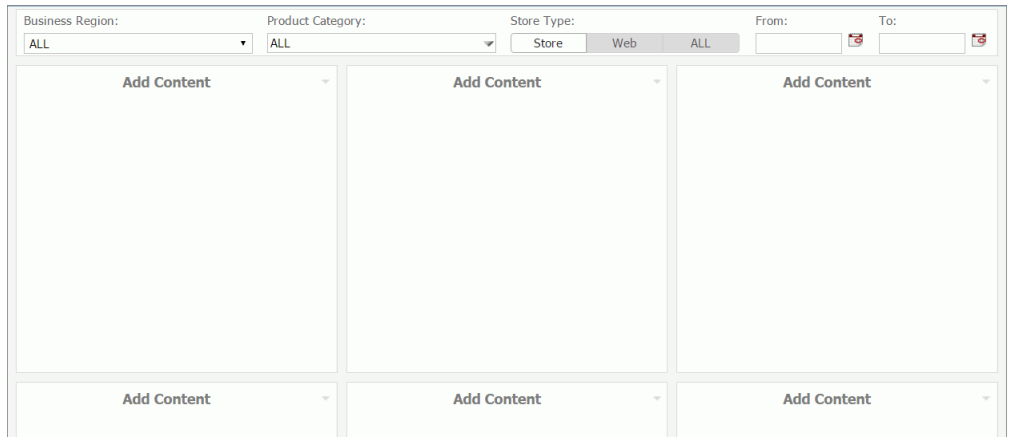 Business Region: Product Category: Store Type: From: To:
ALL ALL Store Web ALL
Add Content Add Content Add Content
Add Content Add Content Add Content